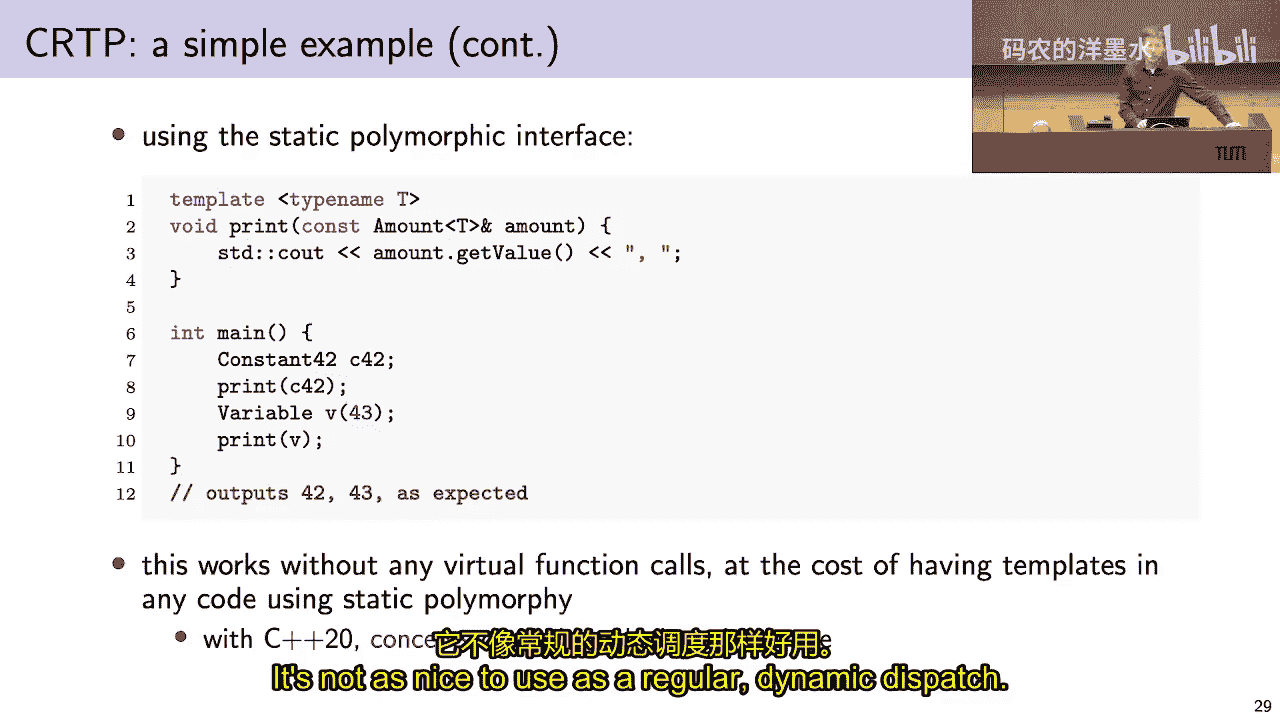 CRTP: a simple example (cont.)
码农的洋墨水 bilibili
TUM
• using the static polymorphic interface:
1 template <typename T>
2 void print(const Amount<T>& amount) {
3 std::cout << amount.getValue() << ", ";
4 }
5
6 int main() {
7 Constant42 c42;
8 print(c42);
9 Variable v(43);
10 print(v);
11 }
12 // outputs 42, 43, as expected
• this works without any virtual function calls, at the cost of having templates in
any code using static polymorphy
• with C++20,
它不像常规的动态调度那样好用。
It's not as nice to use as a regular, dynamic dispatch.
29